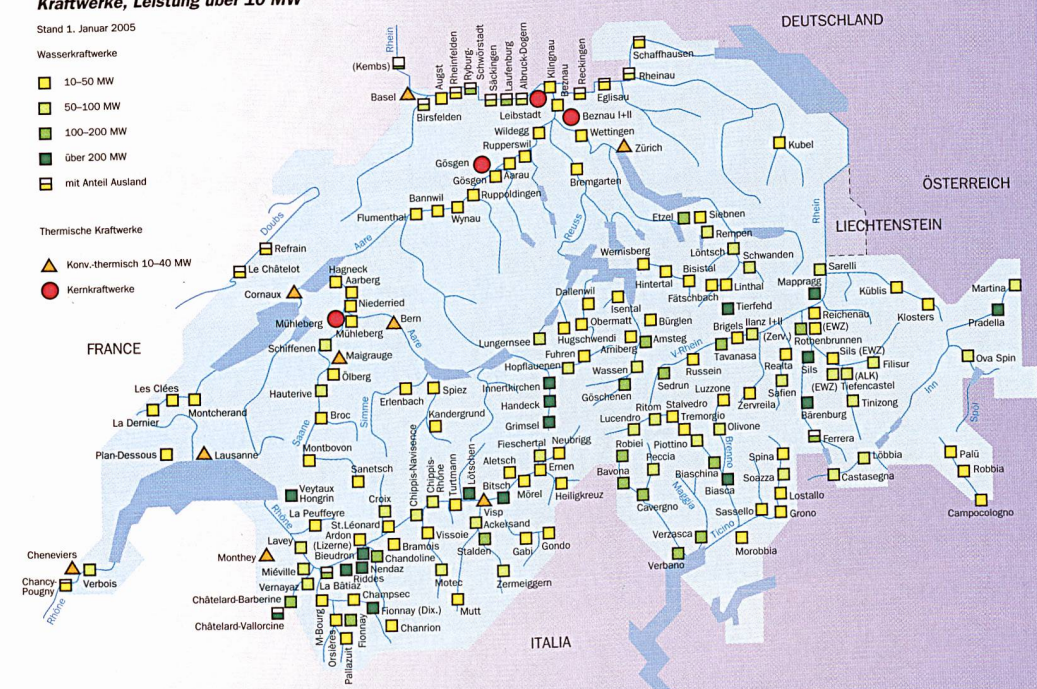 Kraftwerke, Leistung über 10 MW
Stand 1. Januar 2005
Wasserkraftwerke
10–50 MW
50–100 MW
100–200 MW
über 200 MW
mit Anteil Ausland
Thermische Kraftwerke
Konv.-thermisch 10–40 MW
Kernkraftwerke
DEUTSCHLAND
ÖSTERREICH
LIECHTENSTEIN
FRANCE
ITALIA
Rhein
(Kembs)
Basel
Birsfelden
Augst
Rheinfelden
Ryburg-
Schwörstadt
Säckingen
Laufenburg
Albruck-Dogern
Leibstadt
Klingnau
Beznau
Reckingen
Eglisau
Rheinau
Schaffhausen
Beznau I+II
Wettingen
Zürich
Kubel
Wildegg
Rupperswil
Gösgen
Gösgen
Aarau
Bremgarten
Ruppoldingen
Bannwil
Flumenthal
Wynau
Aare
Reuss
Rhein
Doubs
Etzel
Siebnen
Rempen
Löntsch
Schwanden
Wernisberg
Hintertal
Bisistal
Fätschbach
Linthal
Sarelli
Mapragg
Küblis
Klosters
Martina
Pradella
Refrain
Le Châtelot
Cornaux
Hagneck
Aarberg
Niederried
Mühleberg
Mühleberg
Bern
Aare
Schiffenen
Maigrauge
Ölberg
Hauterive
Broc
Saane
Simme
Montbovon
Dallenwil
Isental
Obermatt
Hugschwendi
Bürglen
Lungernsee
Amsteg
Arniberg
Fuhren
Hopflauenen
Wassen
Göschenen
Tierfehd
Brigels
Ilanz I+II
Tavanasa
(Zerv.)
V-Rhein
Russein
Sedrun
Reichenau
(EWZ)
Rothenbrunnen
Realta
Sils
Sils (EWZ)
Filisur
(ALK)
(EWZ)
Tiefencastel
Tinizong
Safien
Bärenburg
Ova Spin
Inn
Spöl
Innertkirchen
Handeck
Grimsel
Erlenbach
Spiez
Kandergrund
Les Clées
La Dernier
Montcherand
Plan-Dessous
Lausanne
Luzzone
Zervreila
Ritom
Stalvedro
Lucendro
Tremorgio
Olivone
Robiei
Piottino
Peccia
Bavona
Biaschina
Brenno
Biasca
Cavergno
Maggia
Spina
Soazza
Lostallo
Grono
Sassello
Ferrera
Löbbia
Castasegna
Palü
Robbia
Campocologno
Verzasca
Ticino
Verbano
Morobbia
Fieschertal
Neubrigg
Aletsch
Ernen
Mörel
Heiligkreuz
Bitsch
Lötschen
Visp
Turtmann
Chippis-
Rhône
Chippis-Navisence
Sanetsch
Croix
Veytaux
Hongrin
Rhône
La Peuffeyre
St.Léonard
Ardon
(Lizerne)
Lavey
Bieudron
Bramois
Chandoline
Nendaz
Riddes
Vissoie
Ackelsand
Stalden
Gabi
Gondo
Zermeiggern
Motec
Mutt
Monthey
Miéville
Vernayaz
La Bâtiaz
Châtelard-Barberine
Châtelard-Vallorcine
Champsec
Fionnay (Dix.)
Chanrion
M-Bourg
Orsières
Pallazuit
Fionnay
Cheneviers
Chancy-
Pougny
Verbois
Rhône